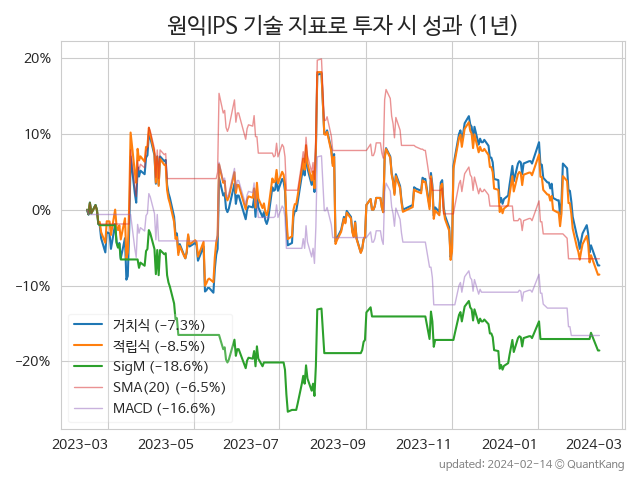 원익IPS 기술 지표로 투자 시 성과 (1년)
20%
10%
0%
−10%
−20%
거치식 (−7.3%)
적립식 (−8.5%)
SigM (−18.6%)
SMA(20) (−6.5%)
MACD (−16.6%)
2023−03 2023−05 2023−07 2023−09 2023−11 2024−01 2024−03
updated: 2024−02−14 © QuantKang